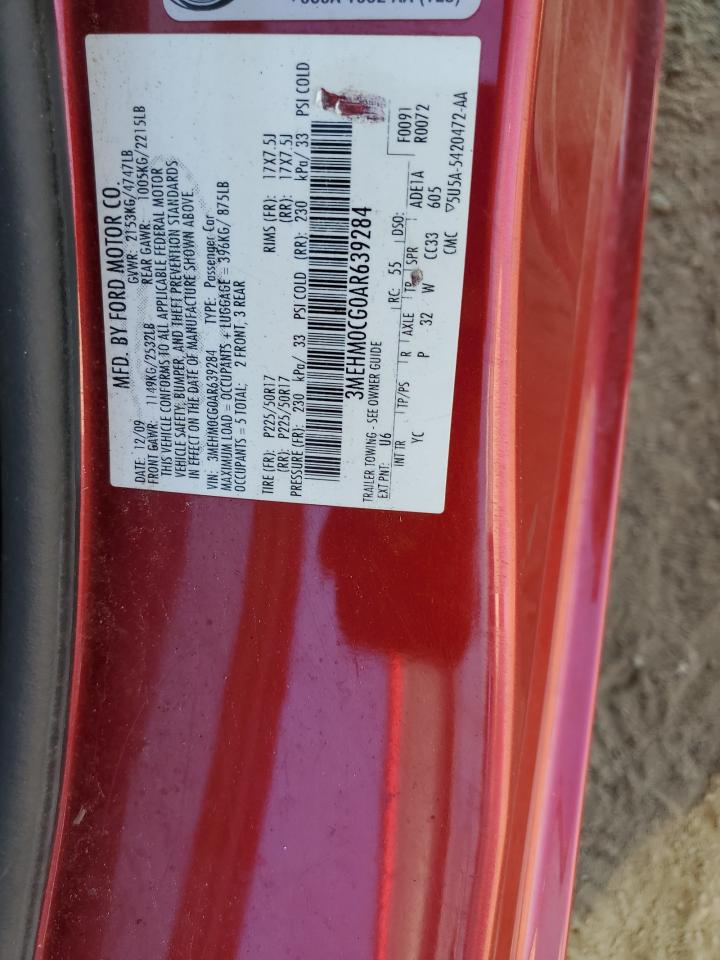 MFD. BY FORD MOTOR CO.
DATE: 12/09 GVWR: 2153KG/4747LB
FRONT GAWR: 1149KG/2532LB REAR GAWR: 1005KG/2215LB
THIS VEHICLE CONFORMS TO ALL APPLICABLE FEDERAL MOTOR
VEHICLE SAFETY, BUMPER, AND THEFT PREVENTION STANDARDS
IN EFFECT ON THE DATE OF MANUFACTURE SHOWN ABOVE.
VIN: 3MEHM0CG0AR639284 TYPE: Passenger Car
MAXIMUM LOAD = OCCUPANTS + LUGGAGE = 396KG/ 875LB
OCCUPANTS = 5 TOTAL: 2 FRONT, 3 REAR
TIRE (FR): P225/50R17 RIMS (FR): 17X7.5J
(RR): P225/50R17 (RR): 17X7.5J
PRESSURE (FR): 230 kPa/ 33 PSI COLD (RR): 230 kPa/ 33 PSI COLD
3MEHM0CG0AR639284
TRAILER TOWING - SEE OWNER GUIDE F0091
EXT PNT: U6 RC: 55 DSO: R0072
INT TR TP/PS R AXLE TR SPR ADE1A
YC P 32 W CC33 605
CMC ▽5U5A-5420472-AA